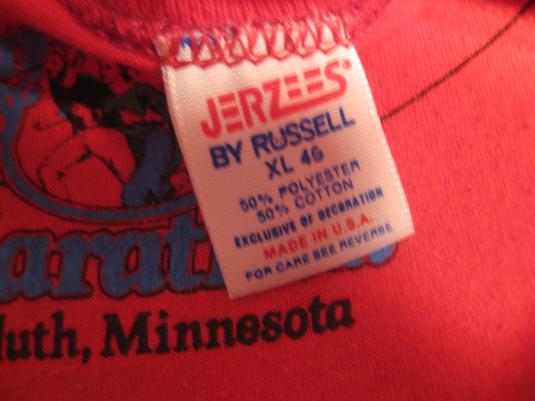 JERZEES
BY RUSSELL
XL 46
50% POLYESTER
50% COTTON
EXCLUSIVE OF DECORATION
MADE IN U.S.A.
FOR CARE SEE REVERSE
arat
luth, Minnesota